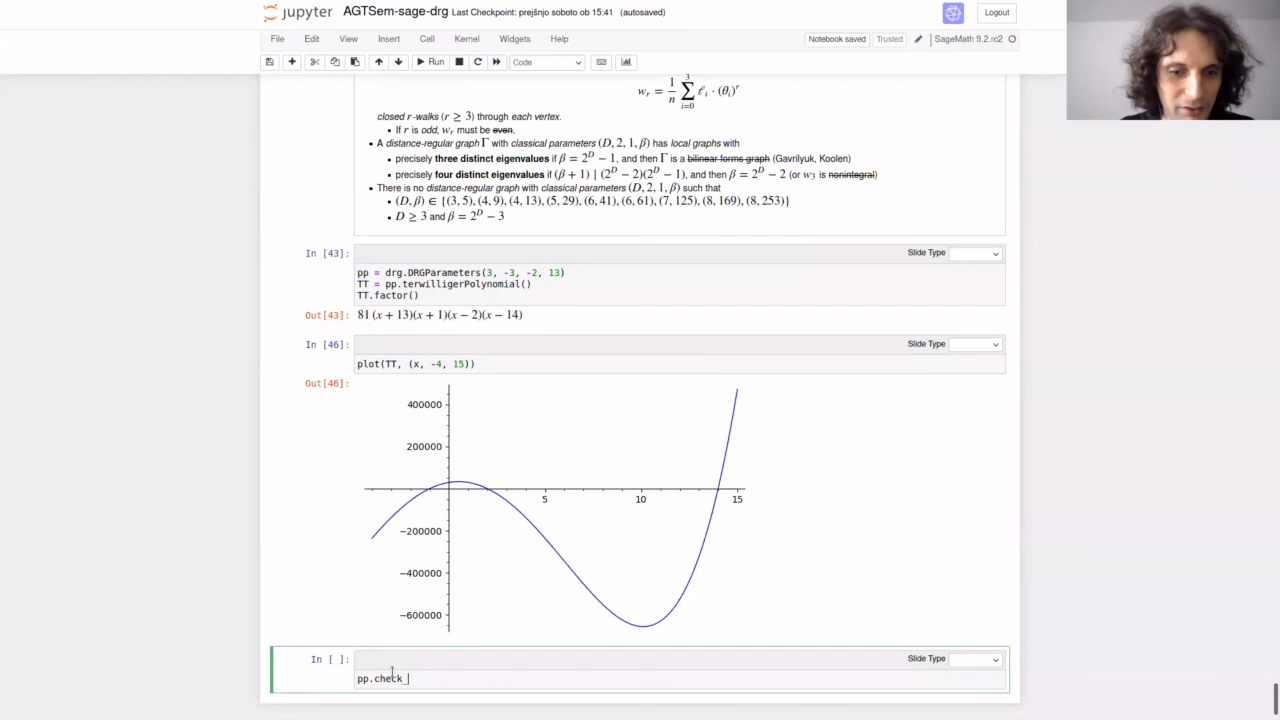 jupyter AGTSem-sage-drg Last Checkpoint: prejšnjo soboto ob 15:41 (autosaved)
Logout
File Edit View Insert Cell Kernel Widgets Help
Notebook saved Trusted SageMath 9.2.rc2
Run Code
w_r = 1/n ∑_{i=0}^{3} ℓ_i · (θ_i)^r
closed r-walks (r ≥ 3) through each vertex.
If r is odd, w_r must be even.
A distance-regular graph Γ with classical parameters (D, 2, 1, β) has local graphs with
precisely three distinct eigenvalues if β = 2^D − 1, and then Γ is a bilinear forms graph (Gavrilyuk, Koolen)
precisely four distinct eigenvalues if (β + 1) | (2^D − 2)(2^D − 1), and then β = 2^D − 2 (or w_3 is nonintegral)
There is no distance-regular graph with classical parameters (D, 2, 1, β) such that
(D, β) ∈ {(3, 5), (4, 9), (4, 13), (5, 29), (6, 41), (6, 61), (7, 125), (8, 169), (8, 253)}
D ≥ 3 and β = 2^D − 3
In [43]:
Slide Type
pp = drg.DRGParameters(3, -3, -2, 13)
TT = pp.terwilligerPolynomial()
TT.factor()
Out[43]: 81 (x + 13)(x + 1)(x − 2)(x − 14)
In [46]:
Slide Type
plot(TT, (x, -4, 15))
Out[46]:
400000
200000
5 10 15
−200000
−400000
−600000
In [ ]:
Slide Type
pp.check_